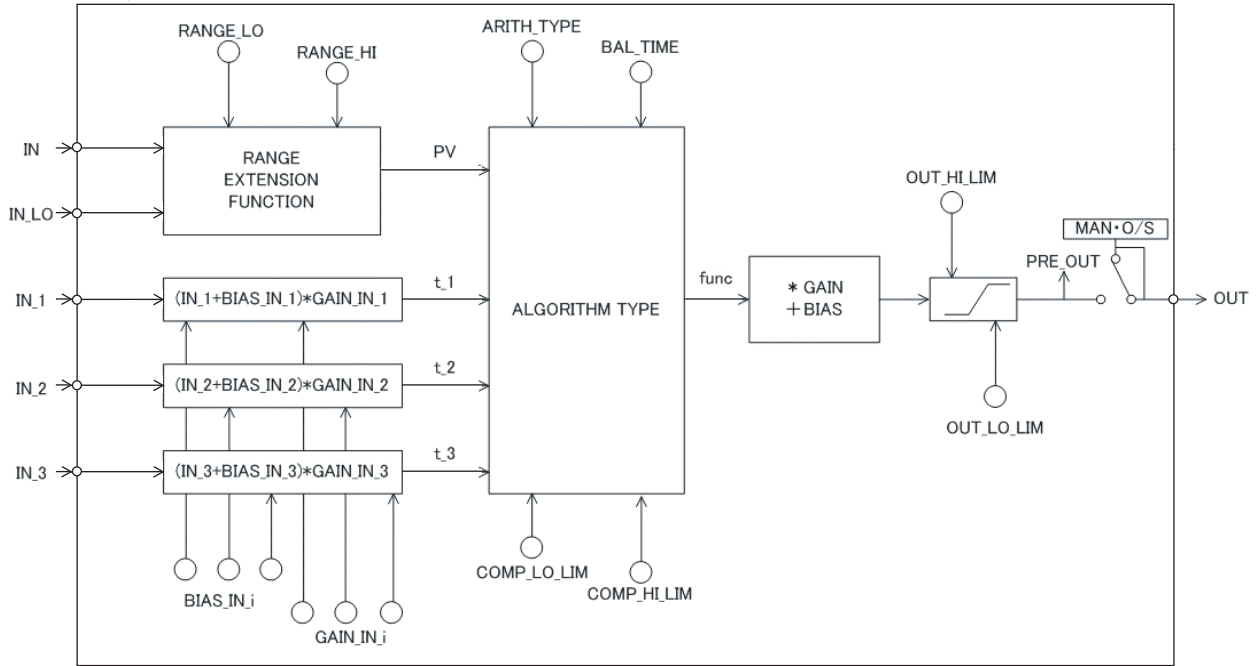 RANGE_LO
RANGE_HI
ARITH_TYPE
BAL_TIME
IN
IN_LO
RANGE
EXTENSION
FUNCTION
PV
OUT_HI_LIM
MAN・O/S
PRE_OUT
OUT
IN_1
(IN_1+BIAS_IN_1)*GAIN_IN_1
t_1
ALGORITHM TYPE
func
* GAIN
+BIAS
IN_2
(IN_2+BIAS_IN_2)*GAIN_IN_2
t_2
OUT_LO_LIM
IN_3
(IN_3+BIAS_IN_3)*GAIN_IN_3
t_3
BIAS_IN_i
GAIN_IN_i
COMP_LO_LIM
COMP_HI_LIM